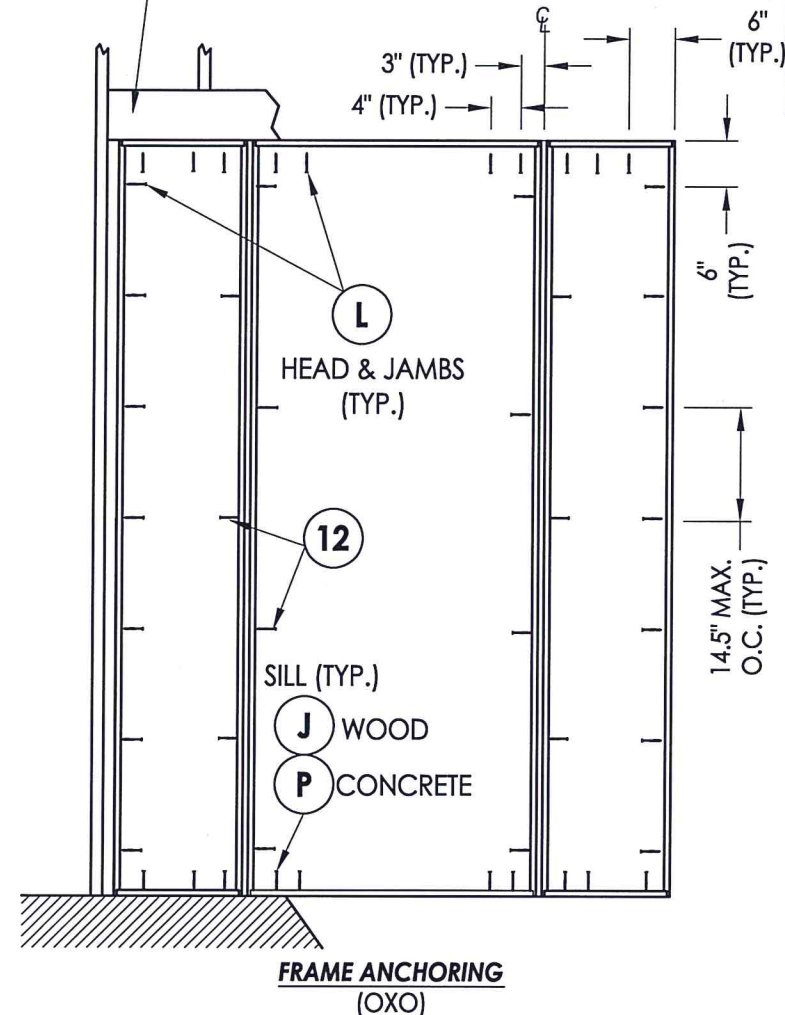 ℄
6"
(TYP.)
3" (TYP.)
4" (TYP.)
6"
(TYP.)
L
HEAD & JAMBS
(TYP.)
12
14.5" MAX.
O.C. (TYP.)
SILL (TYP.)
J WOOD
P CONCRETE
FRAME ANCHORING
(OXO)